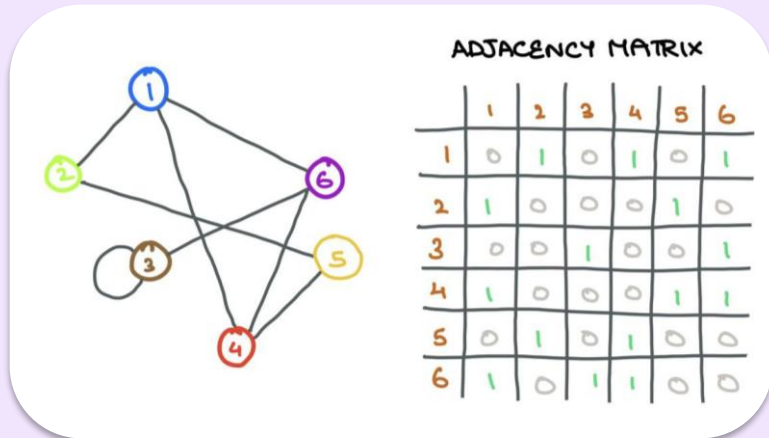 ADJACENCY MATRIX
1
2
6
3
5
4
1 2 3 4 5 6
1 0 1 0 1 0 1
2 1 0 0 0 1 0
3 0 0 1 0 0 1
4 1 0 0 0 1 1
5 0 1 0 1 0 0
6 1 0 1 1 0 0